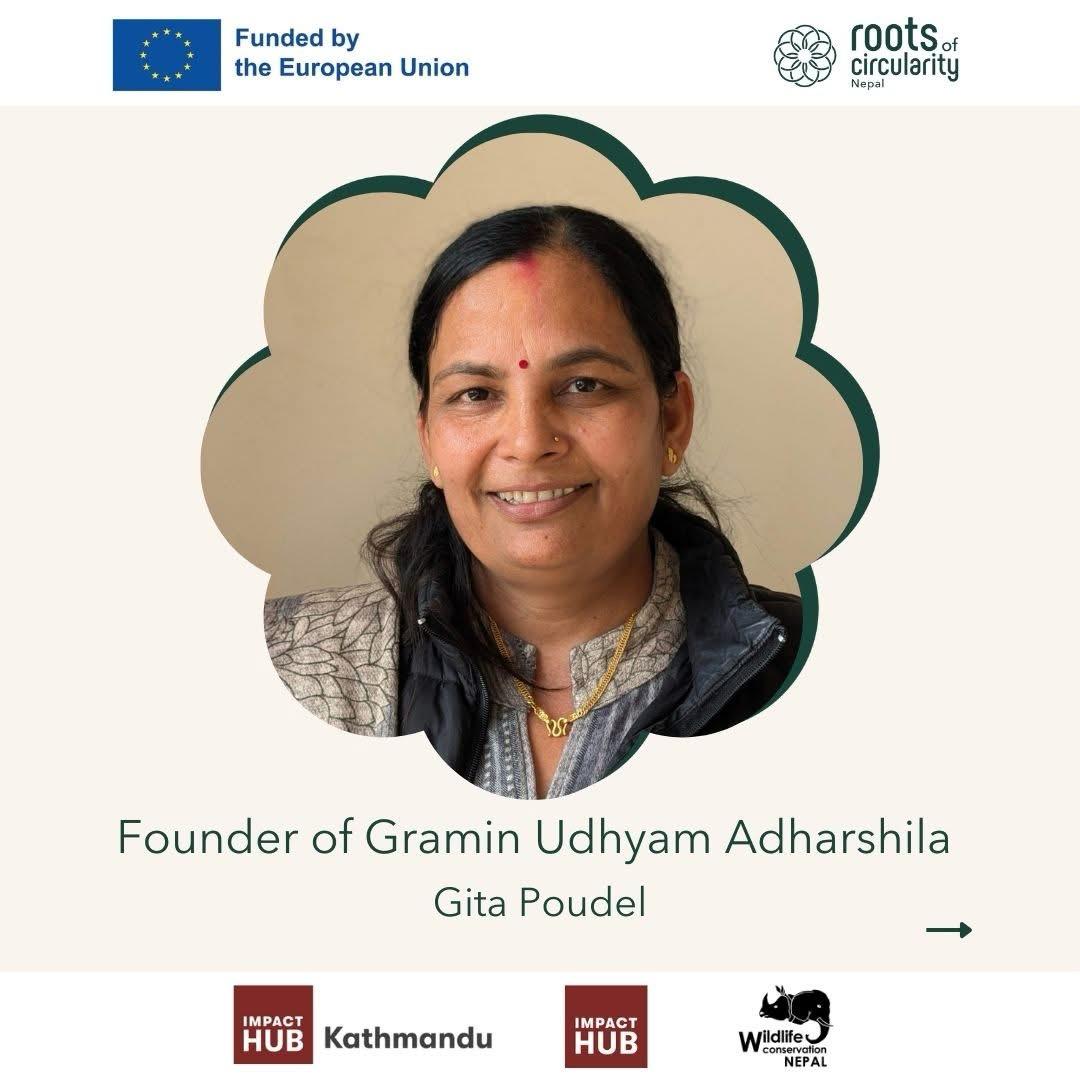 Funded by
the European Union
roots of
circularity
Nepal
Founder of Gramin Udhyam Adharshila
Gita Poudel
IMPACT
HUB
Kathmandu
IMPACT
HUB
Wildlife
conservation
NEPAL